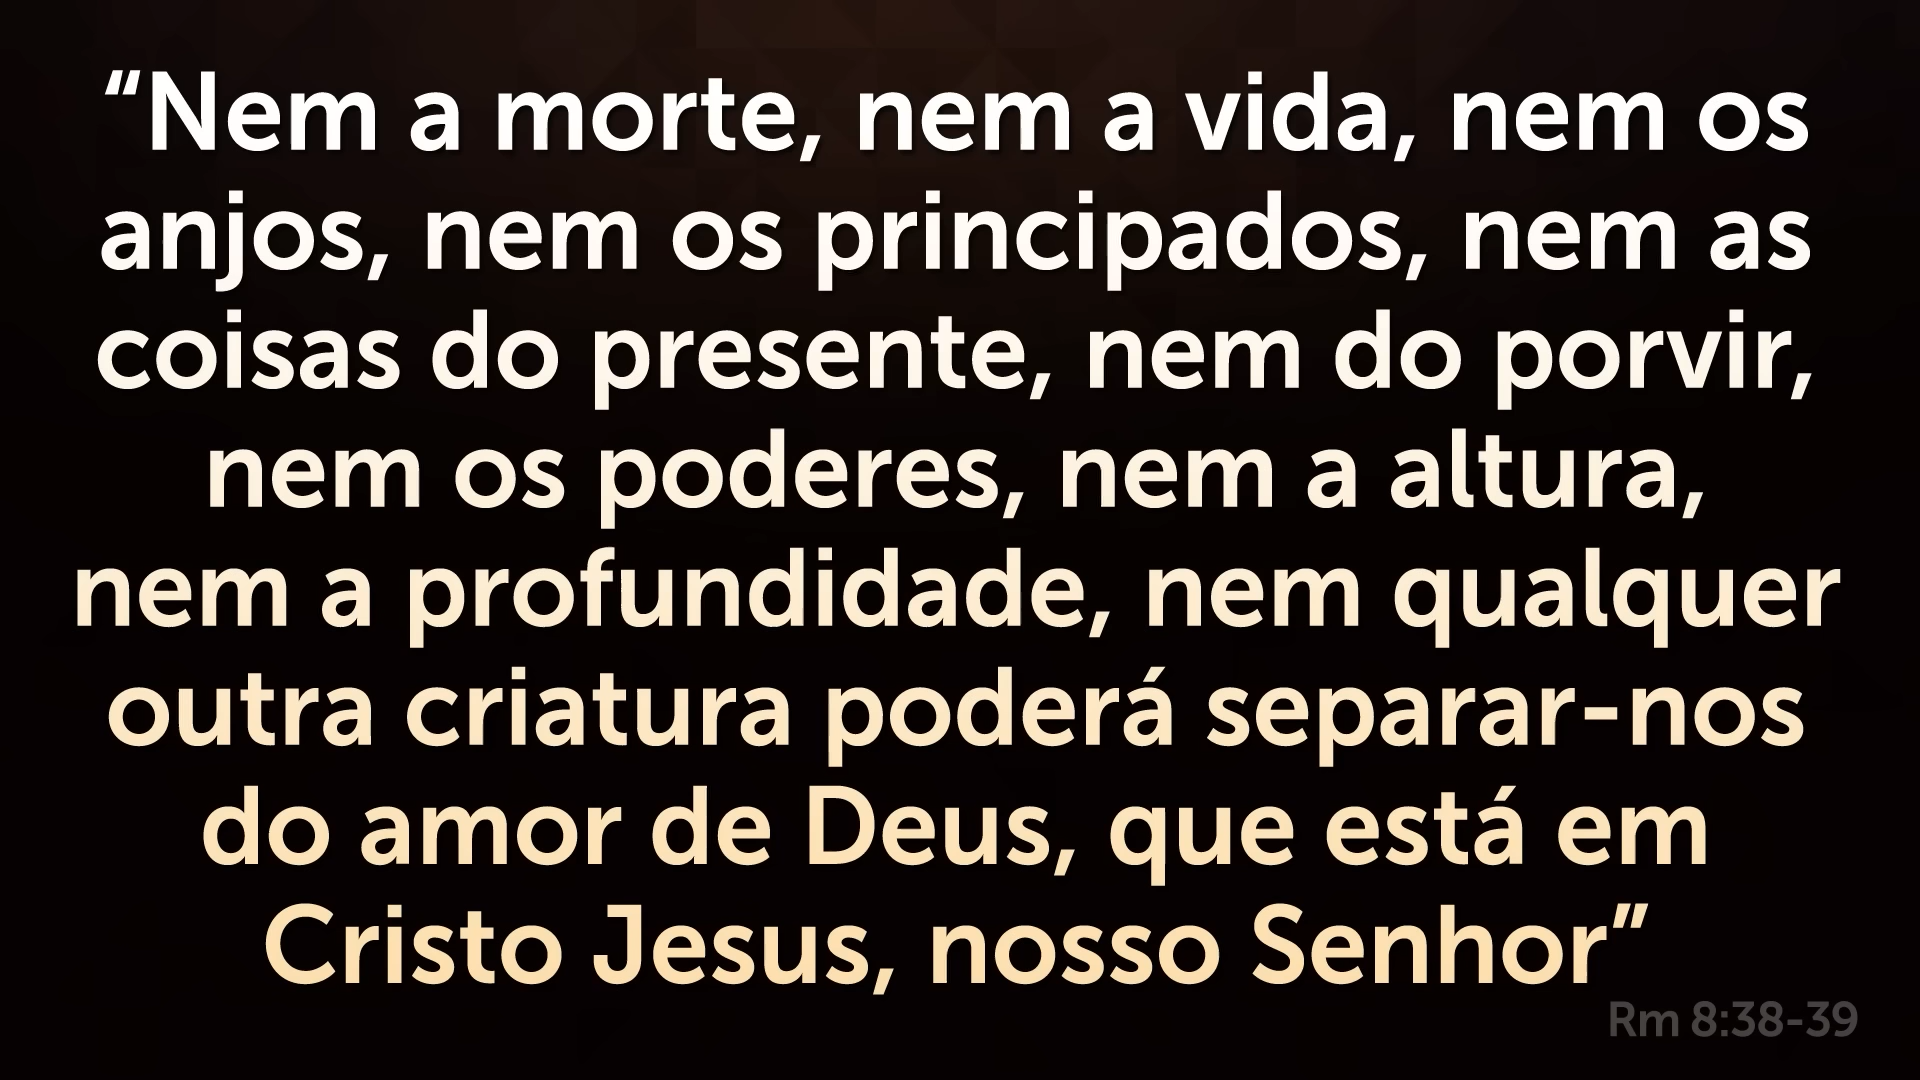 “Nem a morte, nem a vida, nem os
anjos, nem os principados, nem as
coisas do presente, nem do porvir,
nem os poderes, nem a altura,
nem a profundidade, nem qualquer
outra criatura poderá separar-nos
do amor de Deus, que está em
Cristo Jesus, nosso Senhor”
Rm 8:38-39